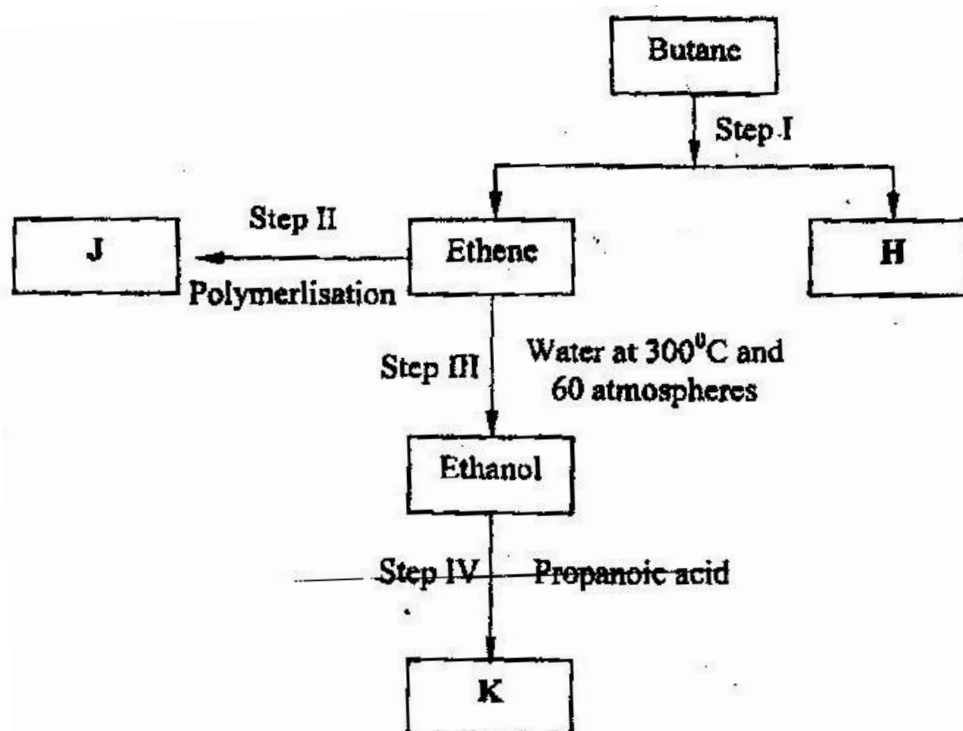 Butane
Step I
Step II
J
Ethene
H
Polymerlisation
Step III
Water at 300⁰C and
60 atmospheres
Ethanol
Step IV
Propanoic acid
K